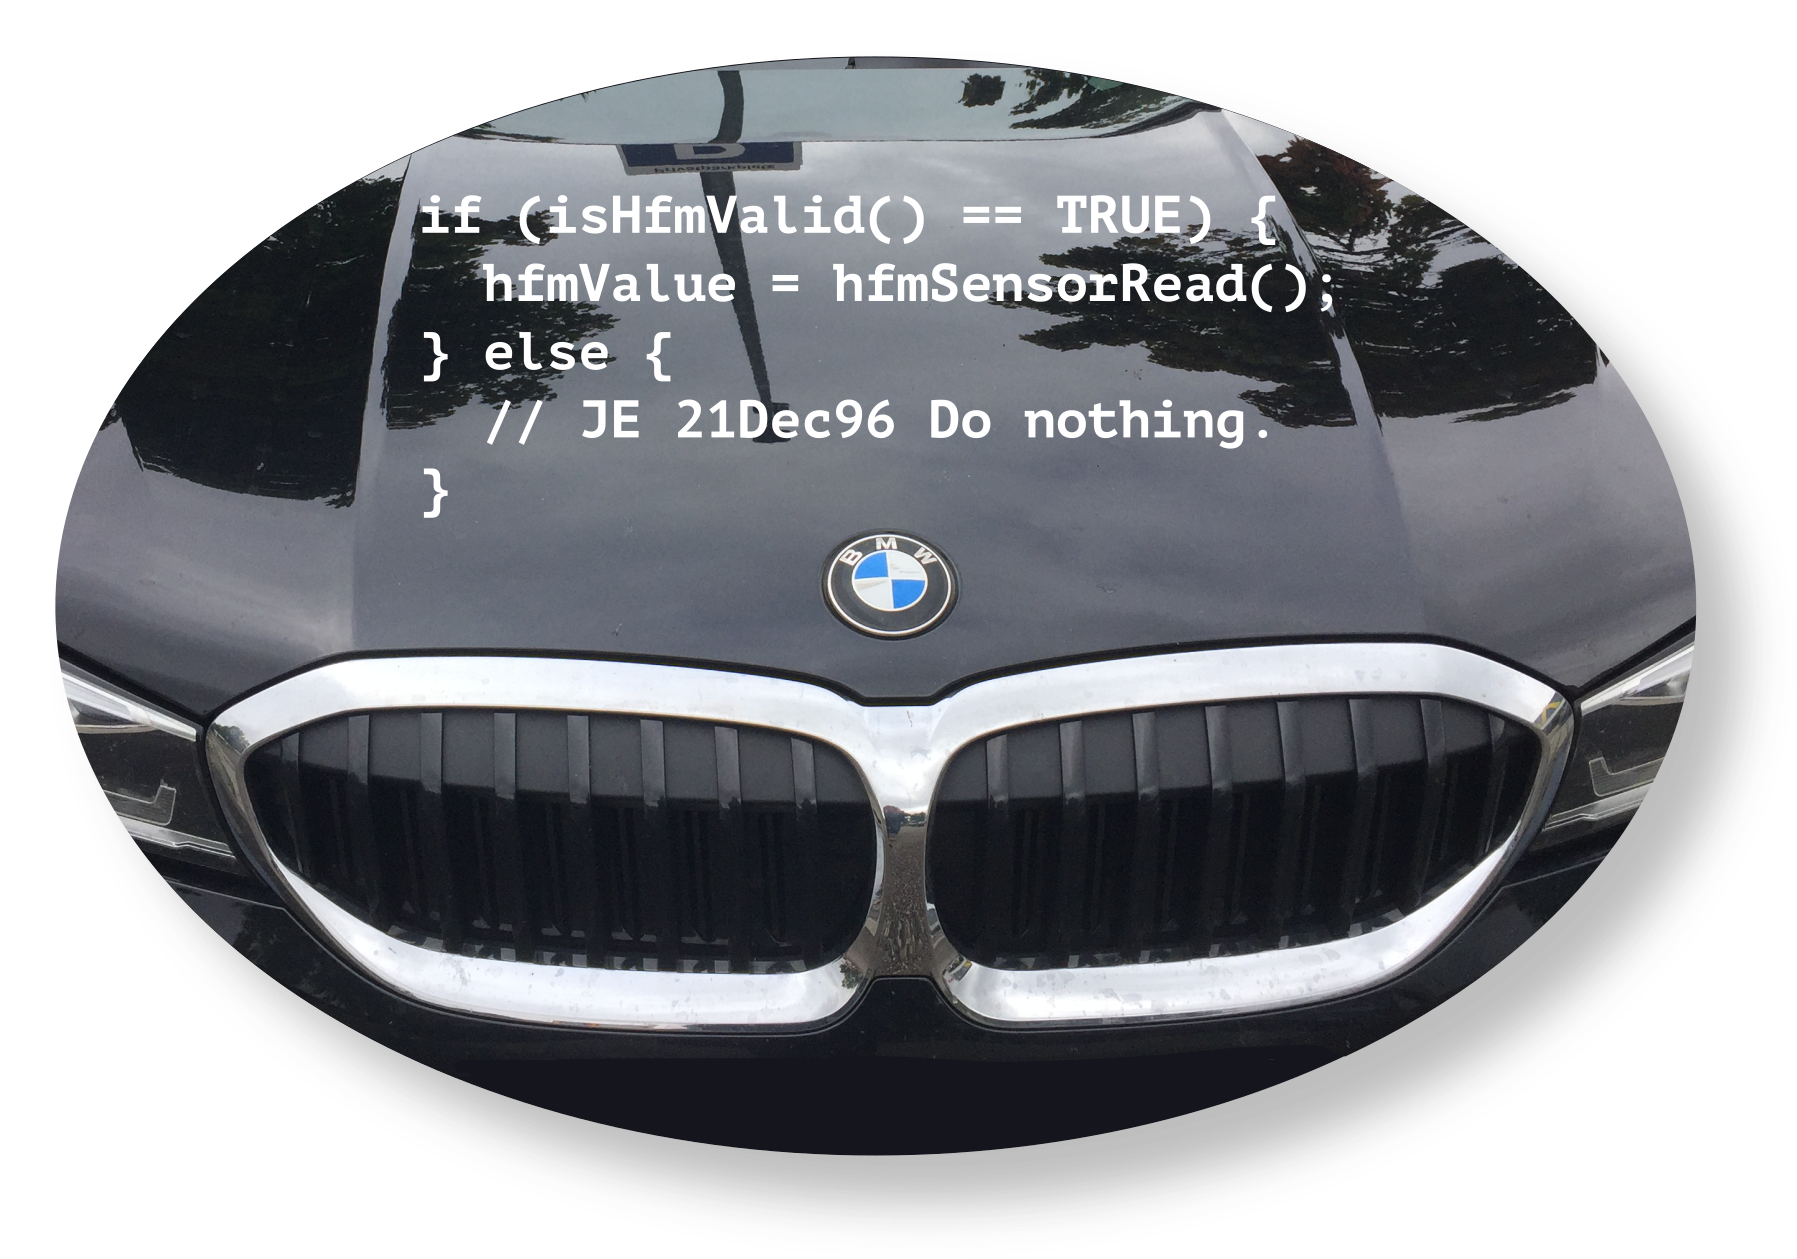 if (isHfmValid() == TRUE) {
  hfmValue = hfmSensorRead();
} else {
  // JE 21Dec96 Do nothing.
}
BMW